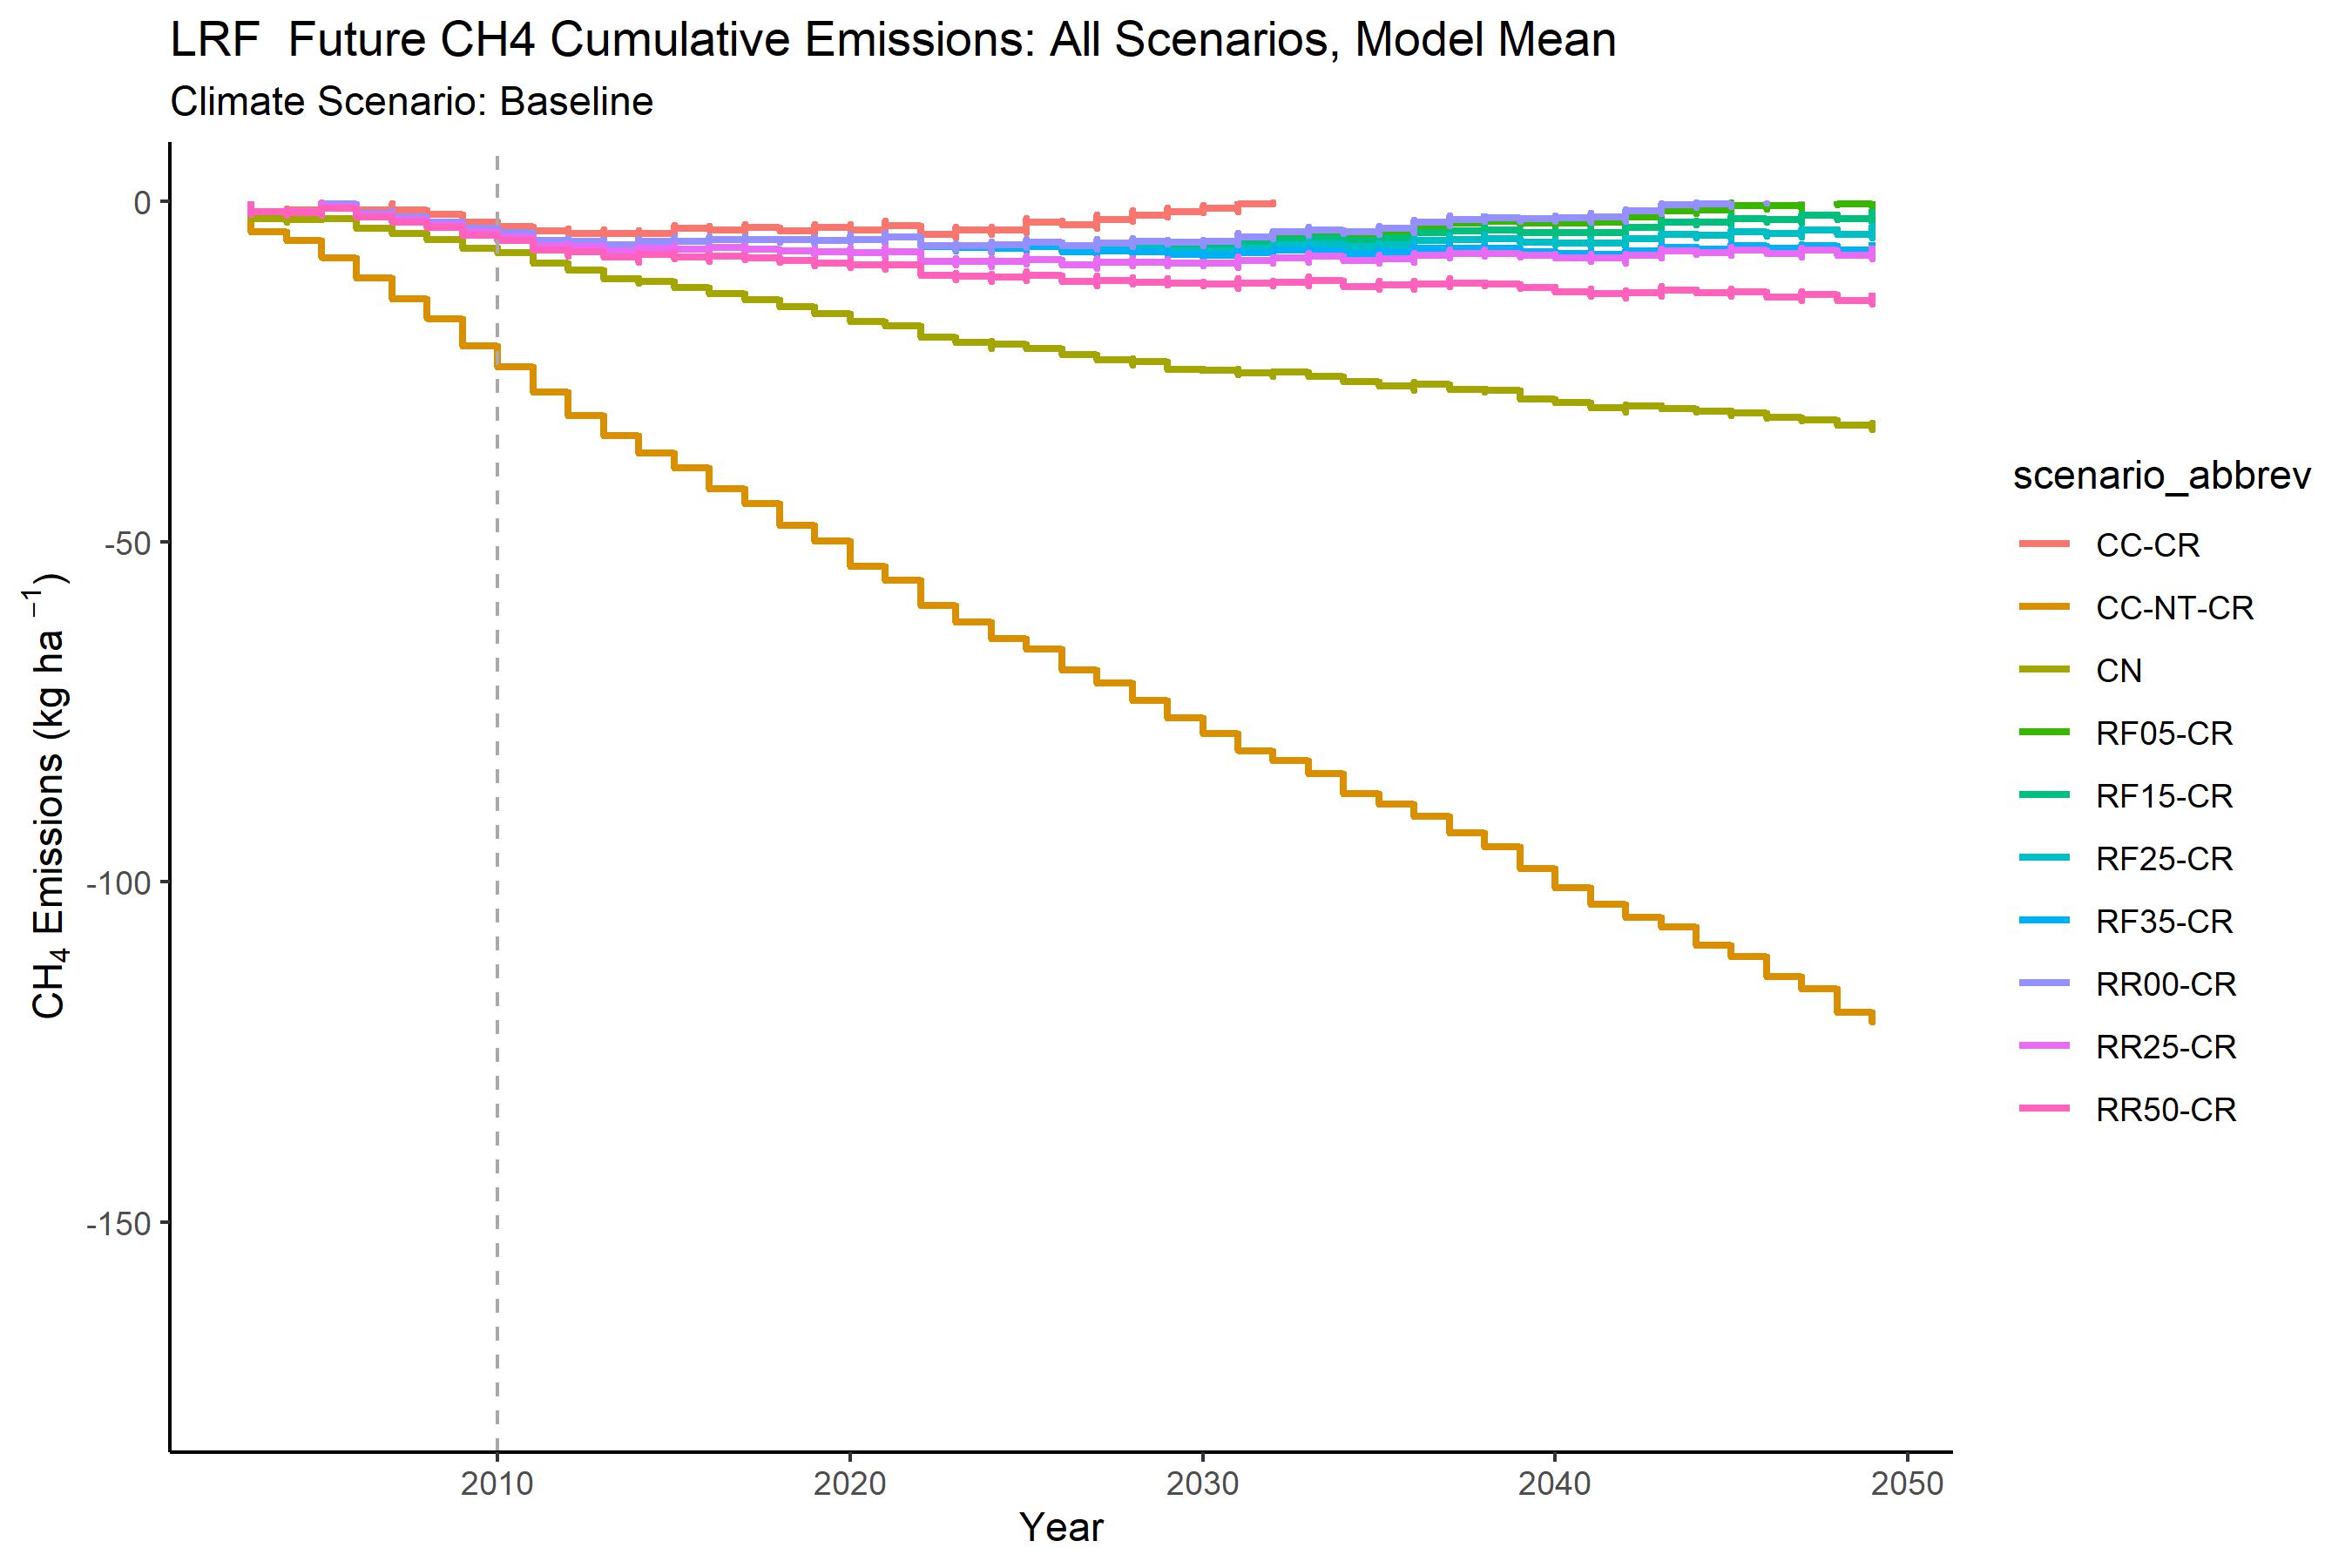 LRF  Future CH4 Cumulative Emissions: All Scenarios, Model Mean
Climate Scenario: Baseline
0
-50
-100
-150
CH₄ Emissions (kg ha ⁻¹)
2010 2020 2030 2040 2050
Year
scenario_abbrev
CC-CR
CC-NT-CR
CN
RF05-CR
RF15-CR
RF25-CR
RF35-CR
RR00-CR
RR25-CR
RR50-CR